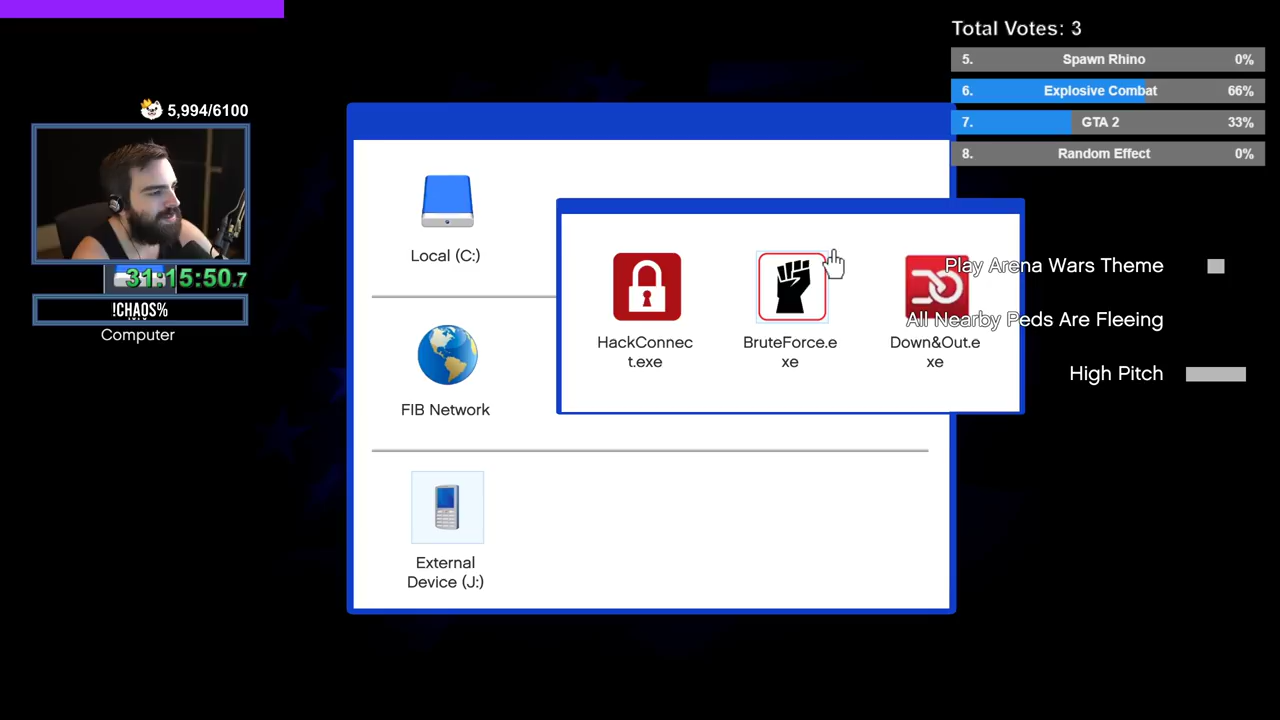 Total Votes: 3
5. Spawn Rhino 0%
6. Explosive Combat 66%
7. GTA 2 33%
8. Random Effect 0%
5,994/6100
31:15:50.7
!CHAOS%
Computer
Local (C:)
FIB Network
External
Device (J:)
HackConnec
t.exe
BruteForce.e
xe
Down&Out.e
xe
Play Arena Wars Theme
All Nearby Peds Are Fleeing
High Pitch